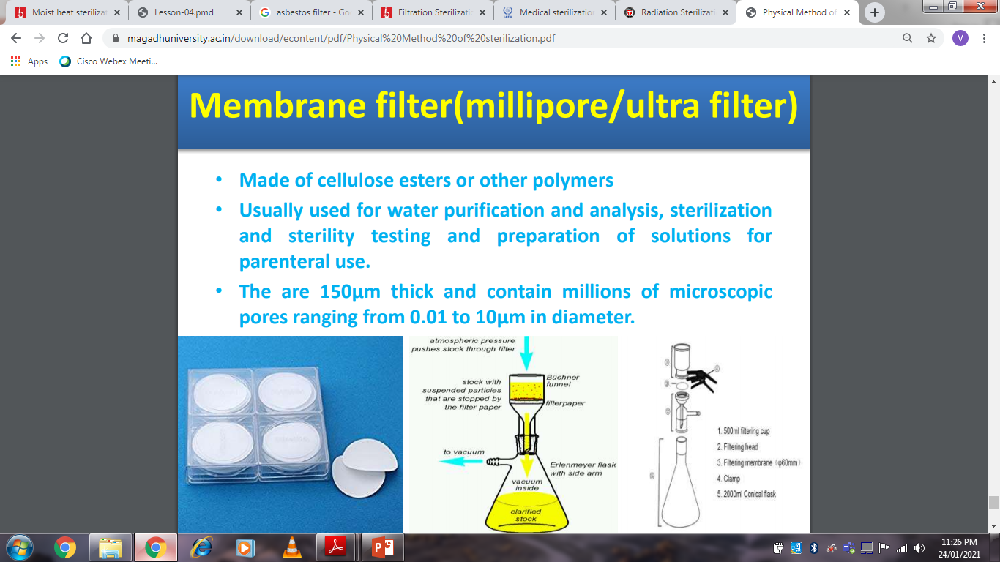 Moist heat sterilizat
Lesson-04.pmd
asbestos filter - Goo
Filtration Sterilizatio
Medical sterilization
Radiation Sterilizati
Physical Method of
magadhuniversity.ac.in/download/econtent/pdf/Physical%20Method%20of%20sterilization.pdf
V
Apps
Cisco Webex Meeti...
Membrane filter(millipore/ultra filter)
• Made of cellulose esters or other polymers
• Usually used for water purification and analysis, sterilization
and sterility testing and preparation of solutions for
parenteral use.
• The are 150µm thick and contain millions of microscopic
pores ranging from 0.01 to 10µm in diameter.
atmospheric pressure
pushes stock through filter
stock with
suspended particles
that are stopped by
the filter paper
Büchner
funnel
filterpaper
to vacuum
Erlenmeyer flask
with side arm
vacuum
inside
clarified
stock
1. 500ml filtering cup
2. Filtering head
3. Filtering membrane (φ60mm)
4. Clamp
5. 2000ml Conical flask
11:26 PM
24/01/2021